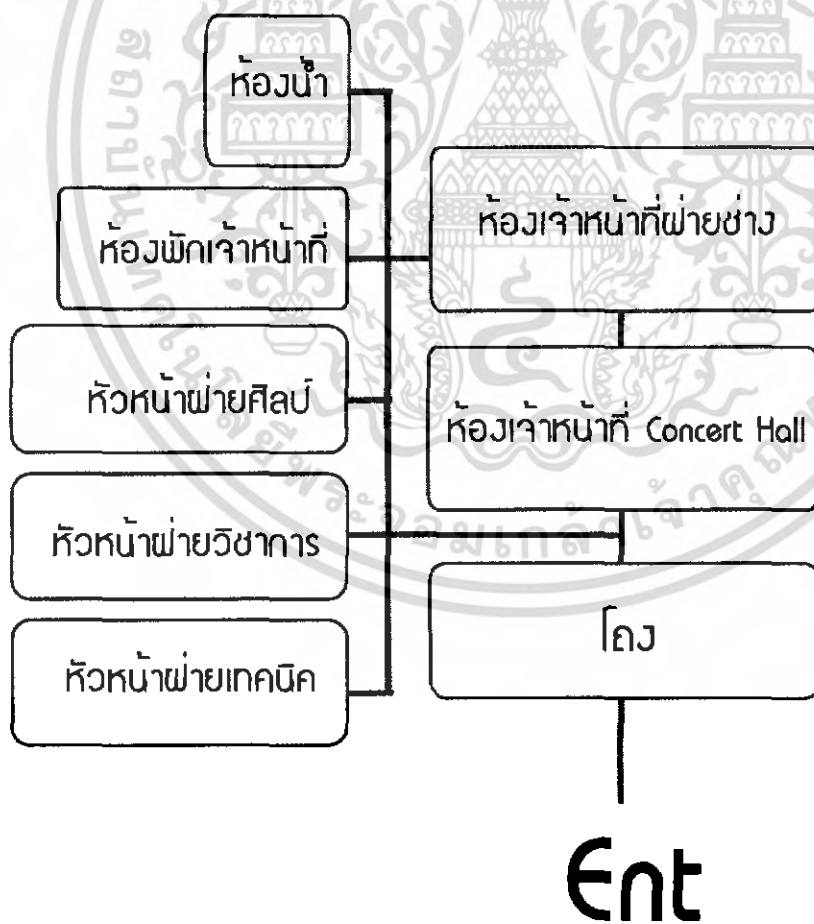 ห้องน้ำ
ห้องพักเจ้าหน้าที่
ห้องเจ้าหน้าที่ฝ่ายช่าง
หัวหน้าฝ่ายศิลป์
ห้องเจ้าหน้าที่ Concert Hall
หัวหน้าฝ่ายวิชาการ
โถง
หัวหน้าฝ่ายเทคนิค
Ent